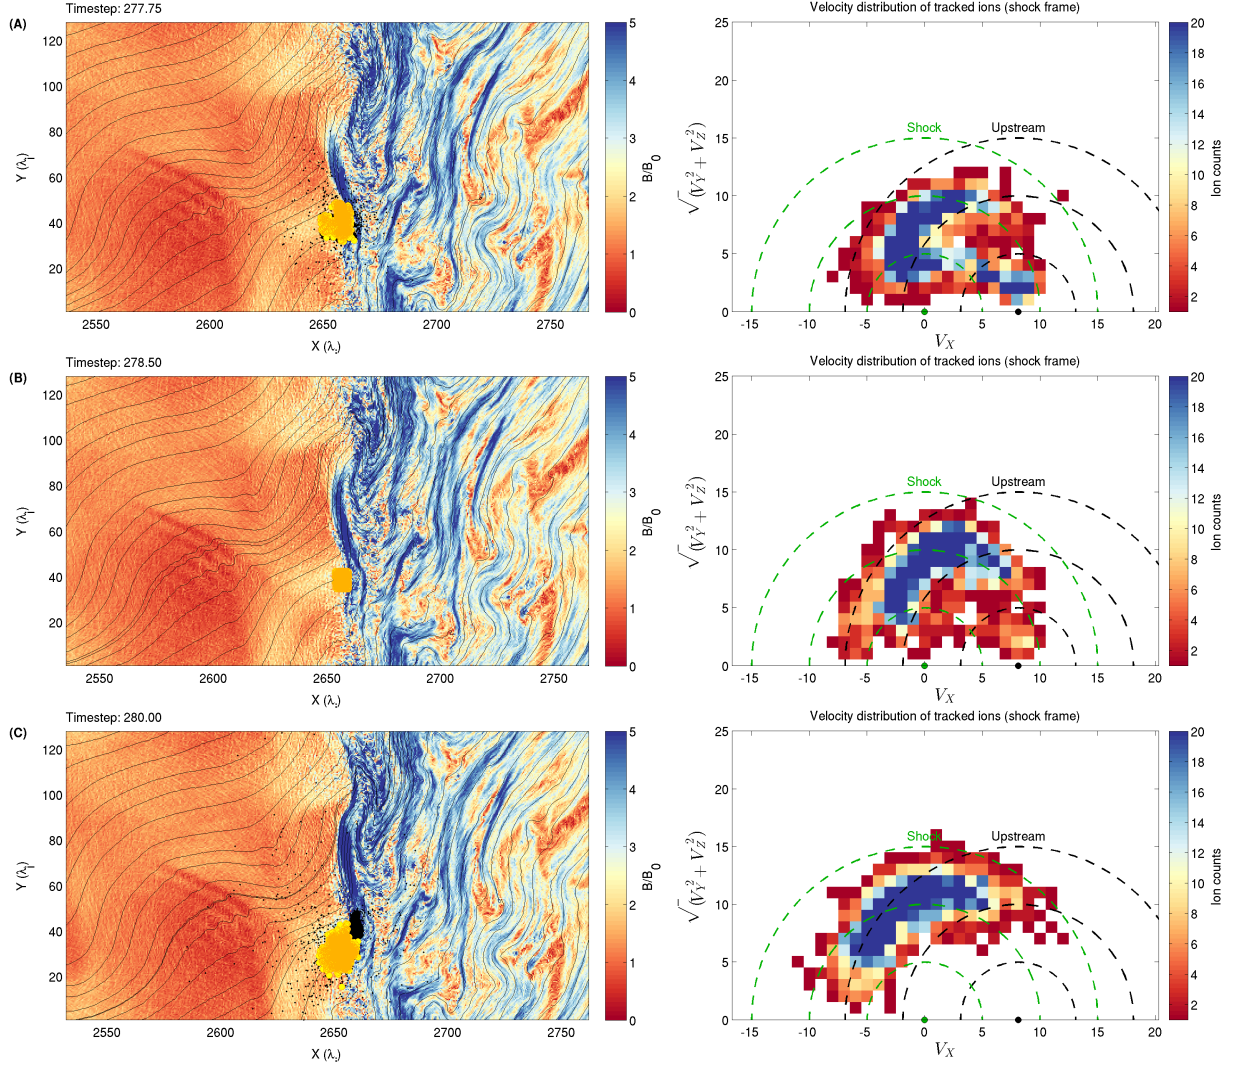 (A)
Timestep: 277.75
120
100
80
60
40
20
Y (λi)
2550 2600 2650 2700 2750
X (λi)
5
4
3
2
1
0
B/B0
Velocity distribution of tracked ions (shock frame)
25
20
15
10
5
0
√(VY2 + VZ2)
Shock Upstream
-15 -10 -5 0 5 10 15 20
VX
20
18
16
14
12
10
8
6
4
2
Ion counts
(B)
Timestep: 278.50
120
100
80
60
40
20
Y (λi)
2550 2600 2650 2700 2750
X (λi)
5
4
3
2
1
0
B/B0
Velocity distribution of tracked ions (shock frame)
25
20
15
10
5
0
√(VY2 + VZ2)
Shock Upstream
-15 -10 -5 0 5 10 15 20
VX
20
18
16
14
12
10
8
6
4
2
Ion counts
(C)
Timestep: 280.00
120
100
80
60
40
20
Y (λi)
2550 2600 2650 2700 2750
X (λi)
5
4
3
2
1
0
B/B0
Velocity distribution of tracked ions (shock frame)
25
20
15
10
5
0
√(VY2 + VZ2)
Shock Upstream
-15 -10 -5 0 5 10 15 20
VX
20
18
16
14
12
10
8
6
4
2
Ion counts